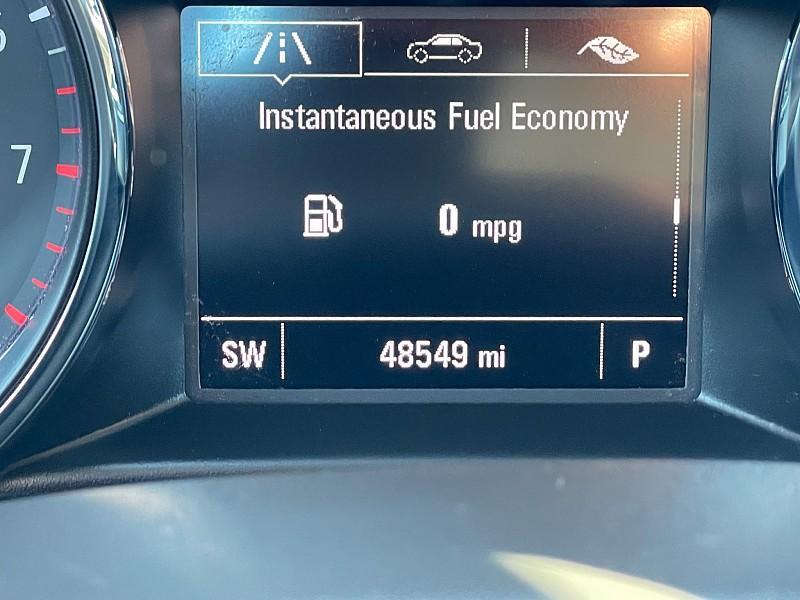 Instantaneous Fuel Economy
7
0 mpg
SW 48549 mi P